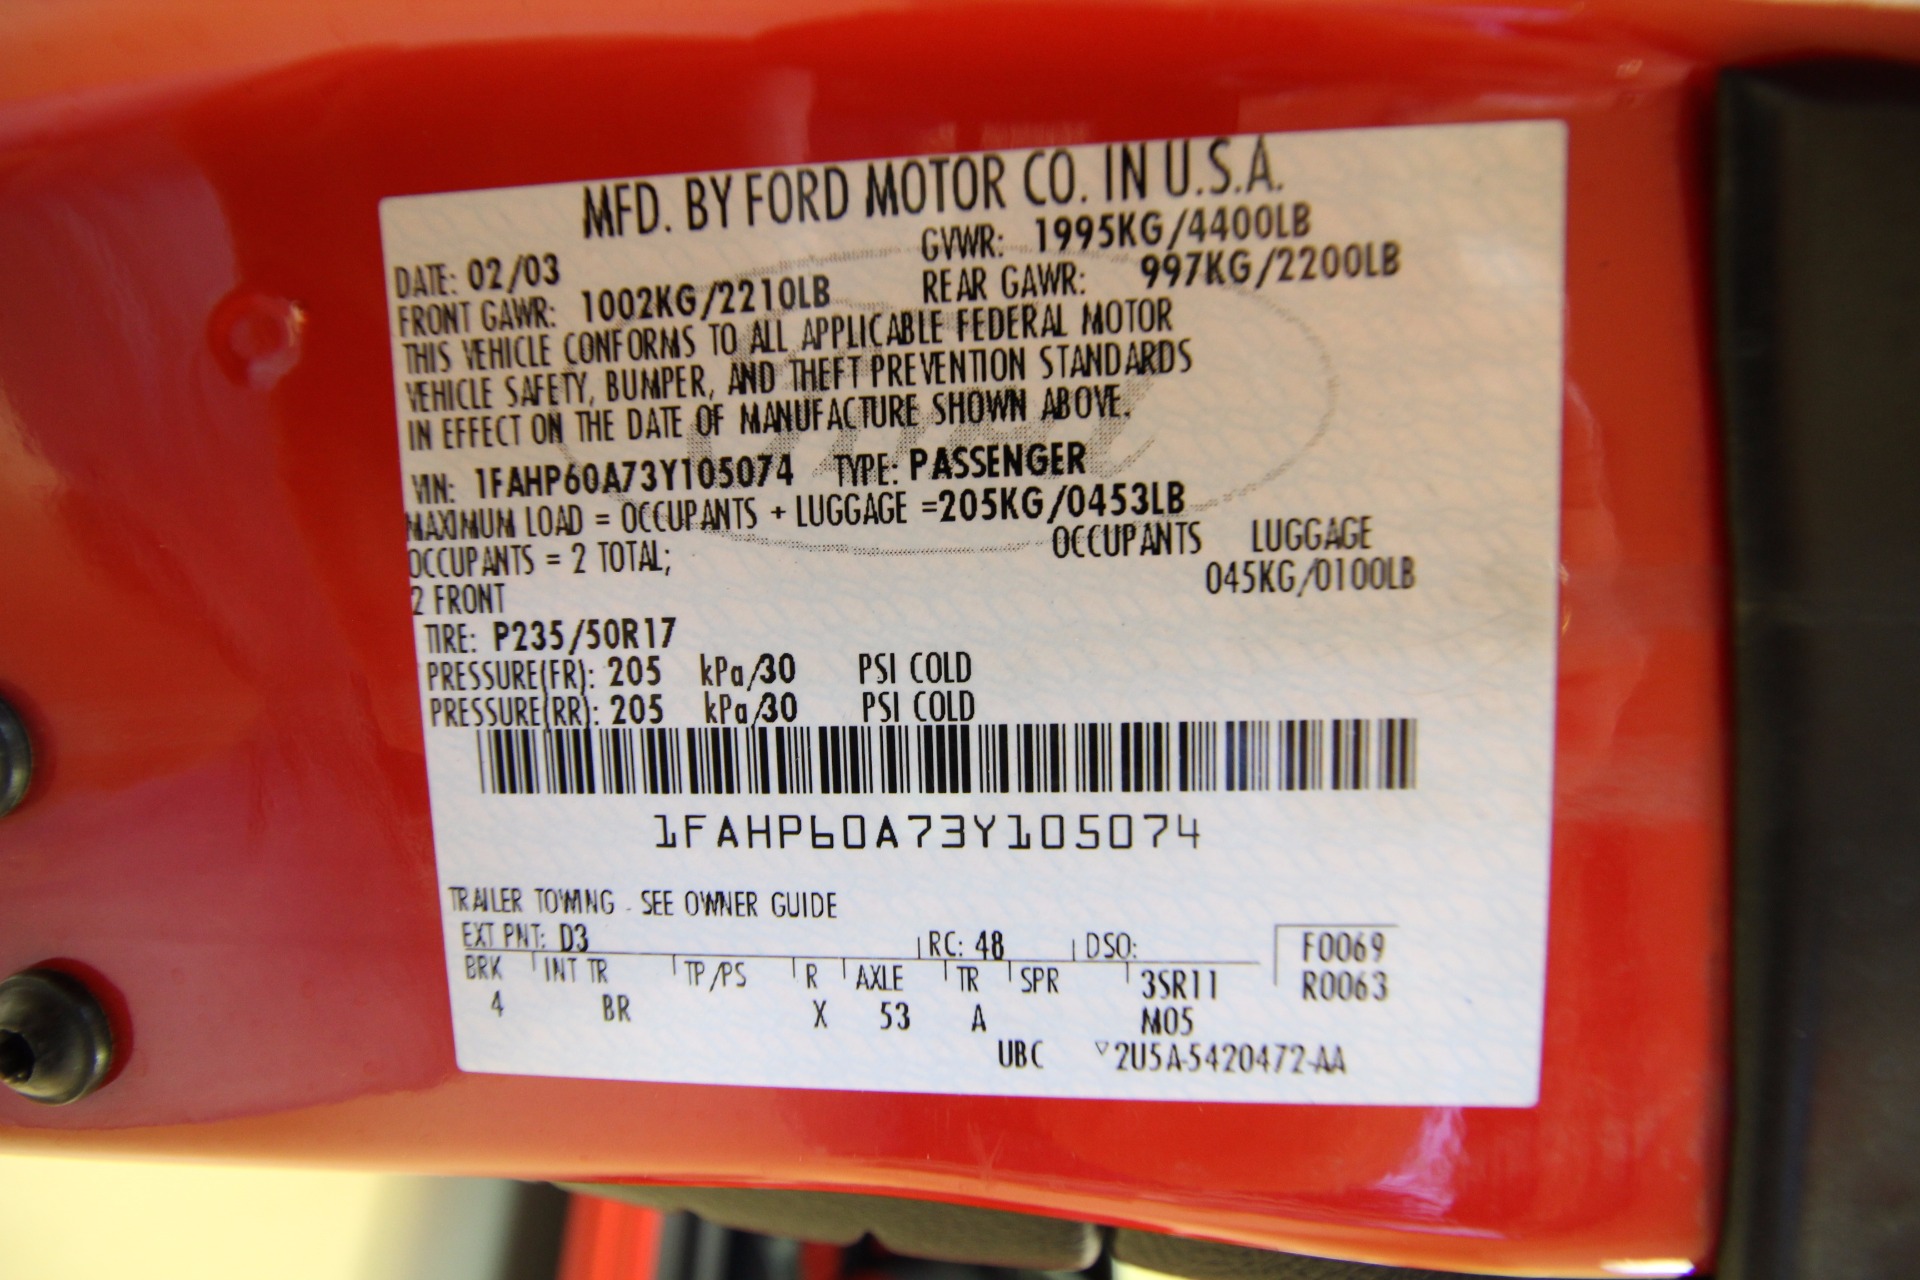 MFD. BY FORD MOTOR CO. IN U.S.A.
DATE: 02/03 GVWR: 1995KG/4400LB
FRONT GAWR: 1002KG/2210LB REAR GAWR: 997KG/2200LB
THIS VEHICLE CONFORMS TO ALL APPLICABLE FEDERAL MOTOR
VEHICLE SAFETY, BUMPER, AND THEFT PREVENTION STANDARDS
IN EFFECT ON THE DATE OF MANUFACTURE SHOWN ABOVE.
VIN: 1FAHP60A73Y105074 TYPE: PASSENGER
MAXIMUM LOAD = OCCUPANTS + LUGGAGE =205KG/0453LB
OCCUPANTS = 2 TOTAL; OCCUPANTS LUGGAGE
2 FRONT 045KG/0100LB
TIRE: P235/50R17
PRESSURE(FR): 205 kPa/30 PSI COLD
PRESSURE(RR): 205 kPa/30 PSI COLD
1FAHP60A73Y105074
TRAILER TOWING - SEE OWNER GUIDE
EXT PNT: D3 RC: 48 DSO: F0069
BRK INT TR TP/PS R AXLE TR SPR 3SR11 R0063
4 BR X 53 A M05
UBC ▽2U5A-5420472-AA